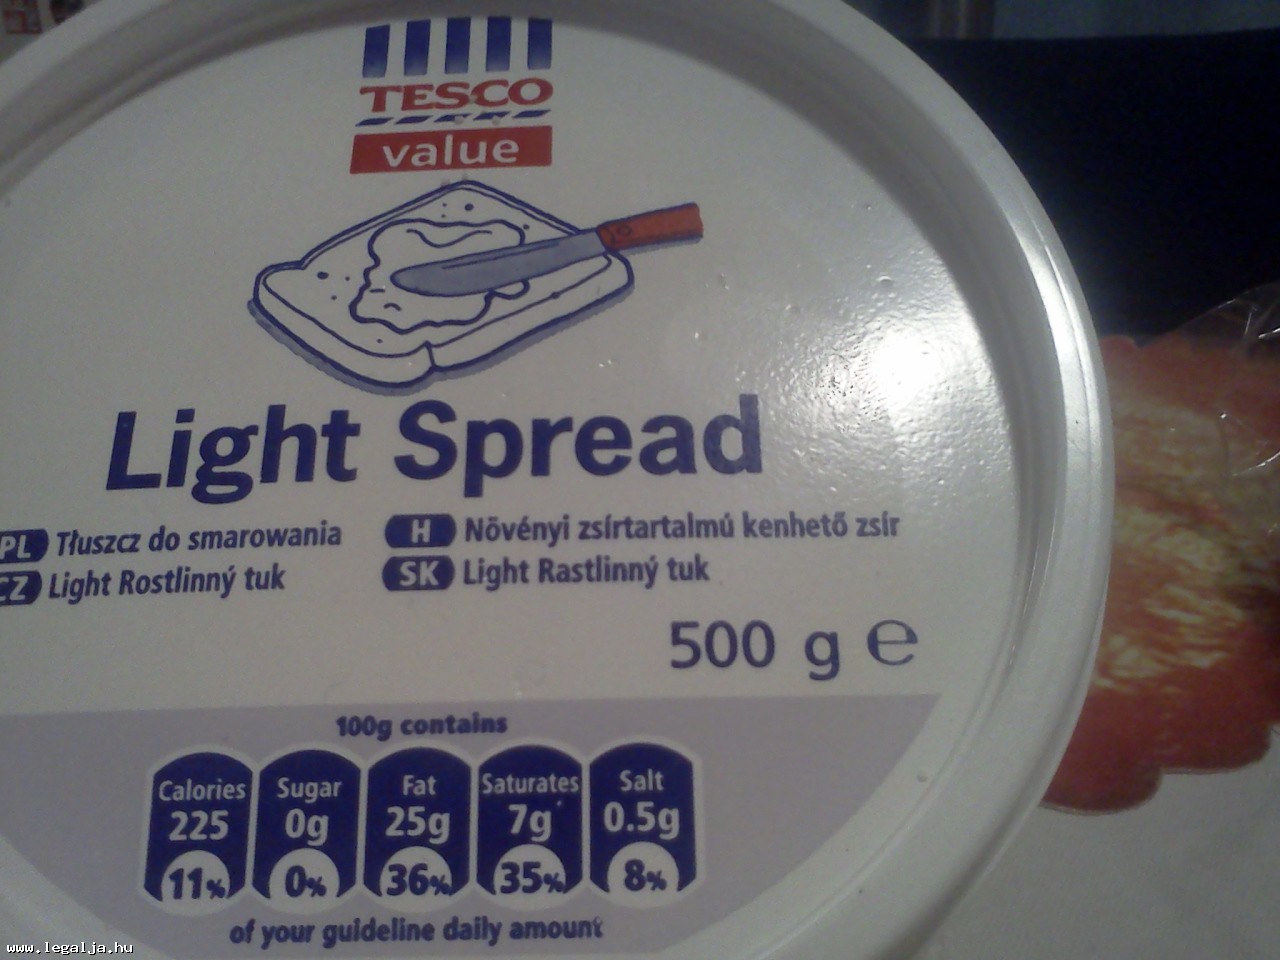 TESCO
value
Light Spread
PL Tłuszcz do smarowania
H Növényi zsírtartalmú kenhető zsír
CZ Light Rostlinný tuk
SK Light Rastlinný tuk
500 g ℮
100g contains
Calories 225 11%
Sugar 0g 0%
Fat 25g 36%
Saturates 7g 35%
Salt 0.5g 8%
of your guideline daily amount
www.legalja.hu